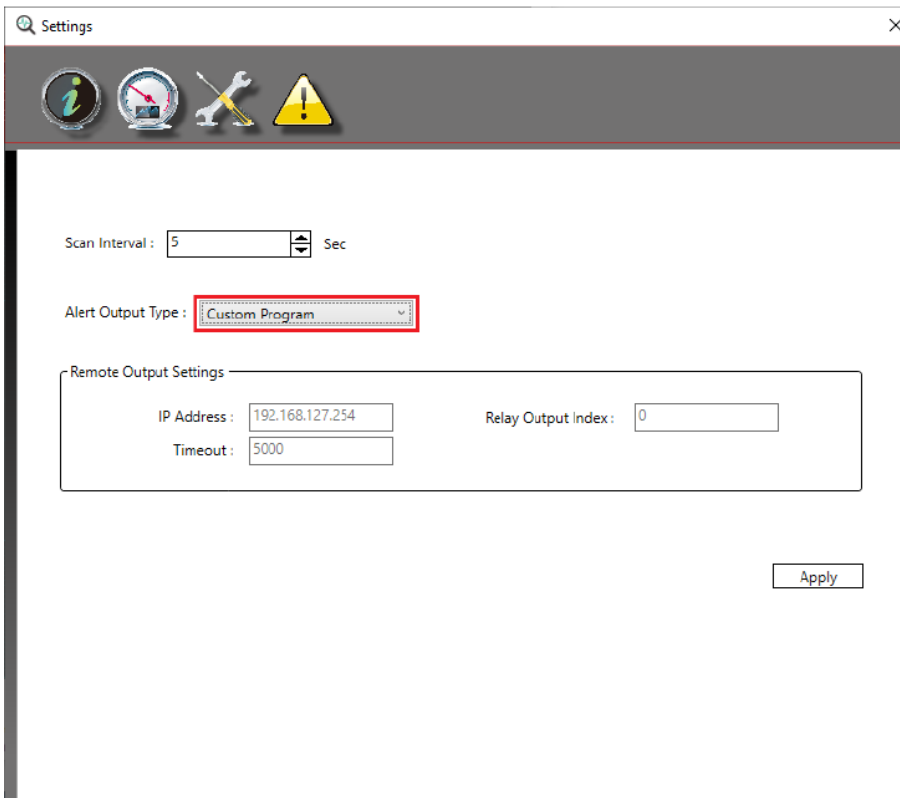 Settings
Scan Interval : 5 Sec
Alert Output Type : Custom Program
Remote Output Settings
IP Address : 192.168.127.254 Relay Output Index : 0
Timeout : 5000
Apply